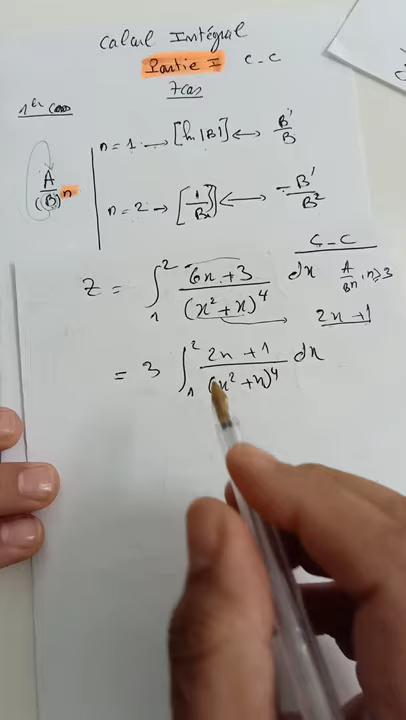 Calcul Intégral
Partie I C-C
7cas
1er cas
A/(B)^n
n = 1 → [ln |B|] ↔ B'/B
n = 2 → [1/B] ↔ -B'/B²
C-C
Z = ∫₁² (6x + 3)/(x² + x)⁴ dx A/Bⁿ, n ≥ 3
2x + 1
= 3 ∫₁² (2x + 1)/(x² + x)⁴ dx